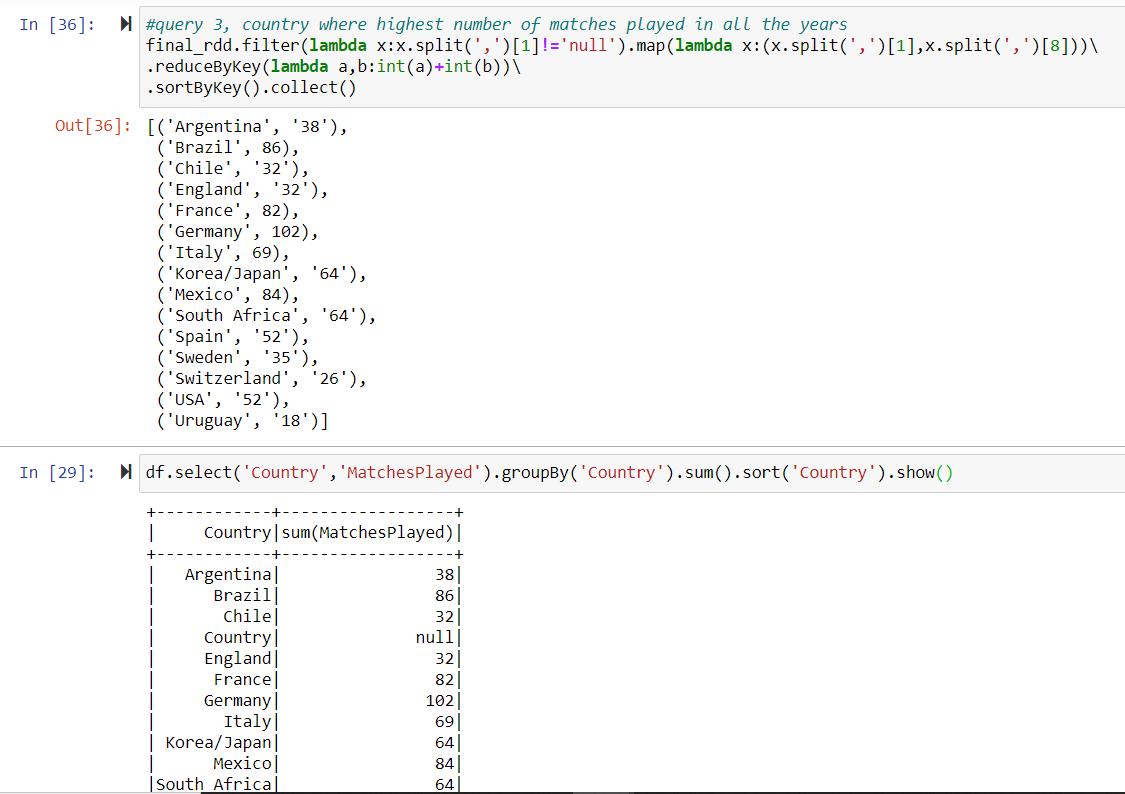 In [36]: #query 3, country where highest number of matches played in all the years
final_rdd.filter(lambda x:x.split(',')[1]!='null').map(lambda x:(x.split(',')[1],x.split(',')[8]))\
.reduceByKey(lambda a,b:int(a)+int(b))\
.sortByKey().collect()
Out[36]: [('Argentina', '38'),
('Brazil', 86),
('Chile', '32'),
('England', '32'),
('France', 82),
('Germany', 102),
('Italy', 69),
('Korea/Japan', '64'),
('Mexico', 84),
('South Africa', '64'),
('Spain', '52'),
('Sweden', '35'),
('Switzerland', '26'),
('USA', '52'),
('Uruguay', '18')]
In [29]: df.select('Country','MatchesPlayed').groupBy('Country').sum().sort('Country').show()
+------------+------------------+
|     Country|sum(MatchesPlayed)|
+------------+------------------+
|   Argentina|                38|
|      Brazil|                86|
|       Chile|                32|
|     Country|              null|
|     England|                32|
|      France|                82|
|     Germany|               102|
|       Italy|                69|
| Korea/Japan|                64|
|      Mexico|                84|
|South Africa|                64|